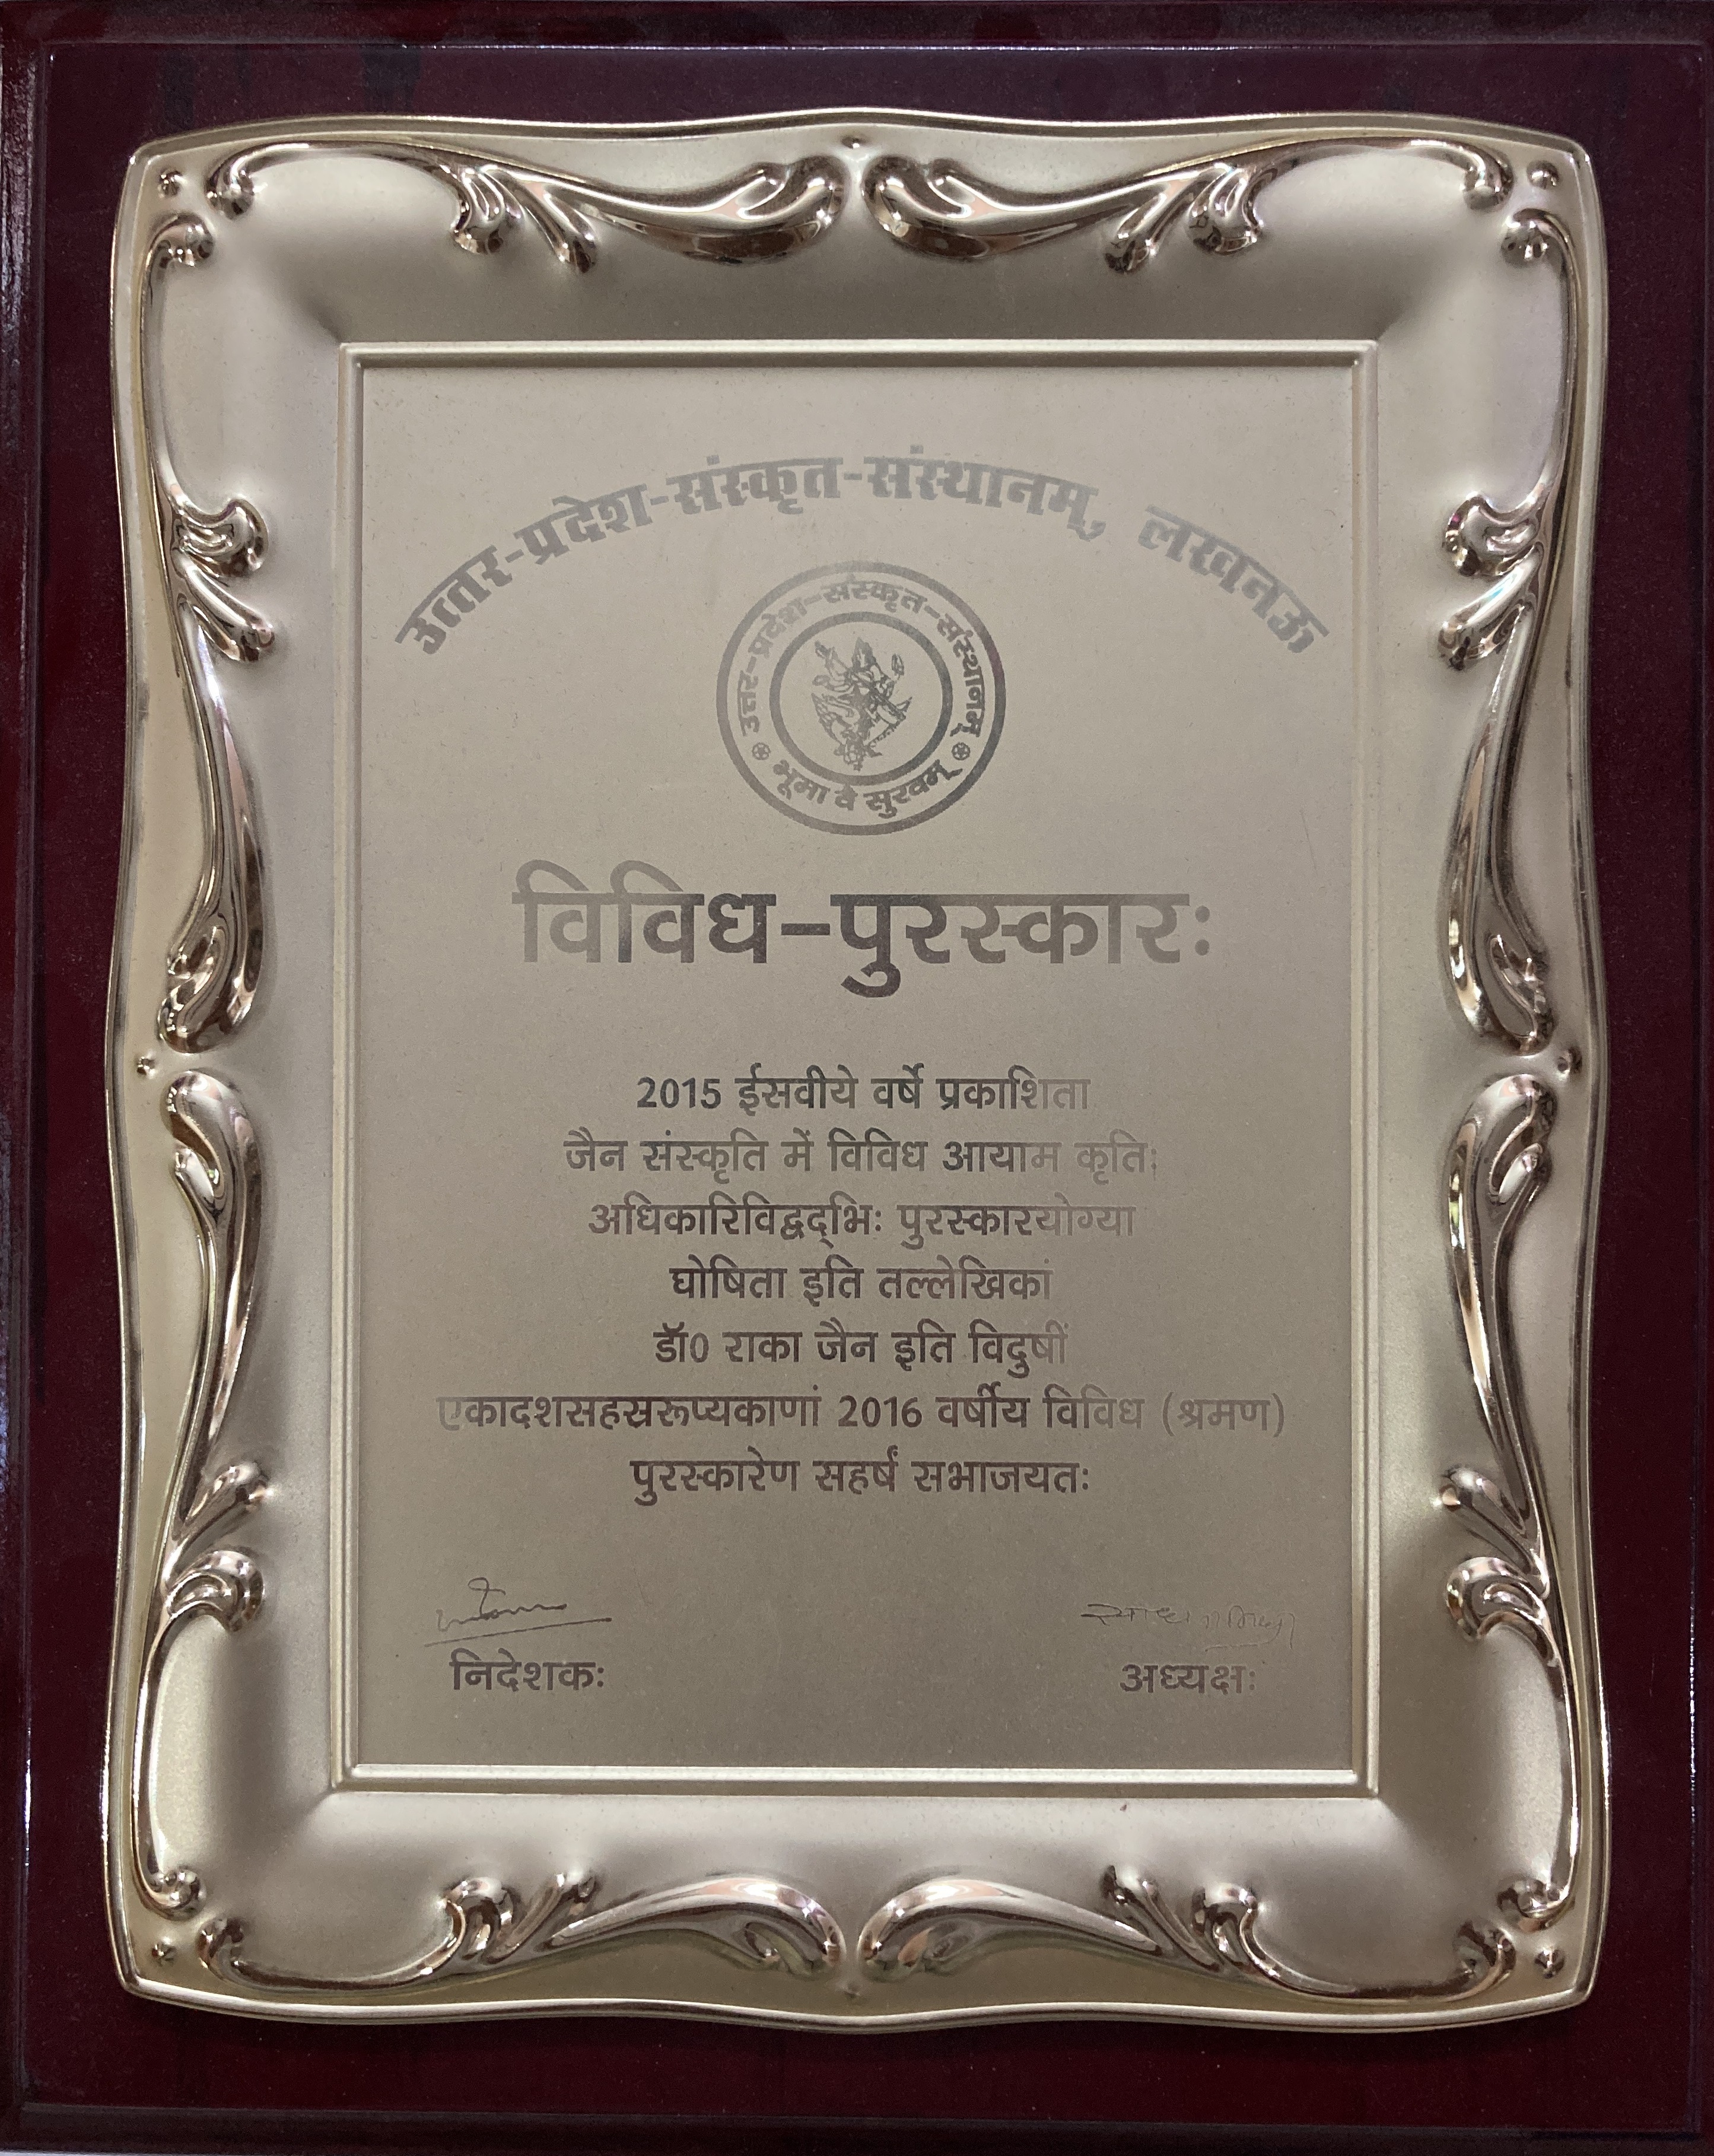 उत्तर-प्रदेश-संस्कृत-संस्थानम्, लखनऊ
उत्तर-प्रदेश-संस्कृत-संस्थानम्
भूमा वै सुखम्
विविध-पुरस्कारः
2015 ईसवीये वर्षे प्रकाशिता
जैन संस्कृति में विविध आयाम कृतिः
अधिकारिविद्वद्भिः पुरस्कारयोग्या
घोषिता इति तल्लेखिकां
डॉ0 राका जैन इति विदुषीं
एकादशसहस्ररूप्यकाणां 2016 वर्षीय विविध (श्रमण)
पुरस्कारेण सहर्षं सभाजयतः
निदेशकः
अध्यक्षः